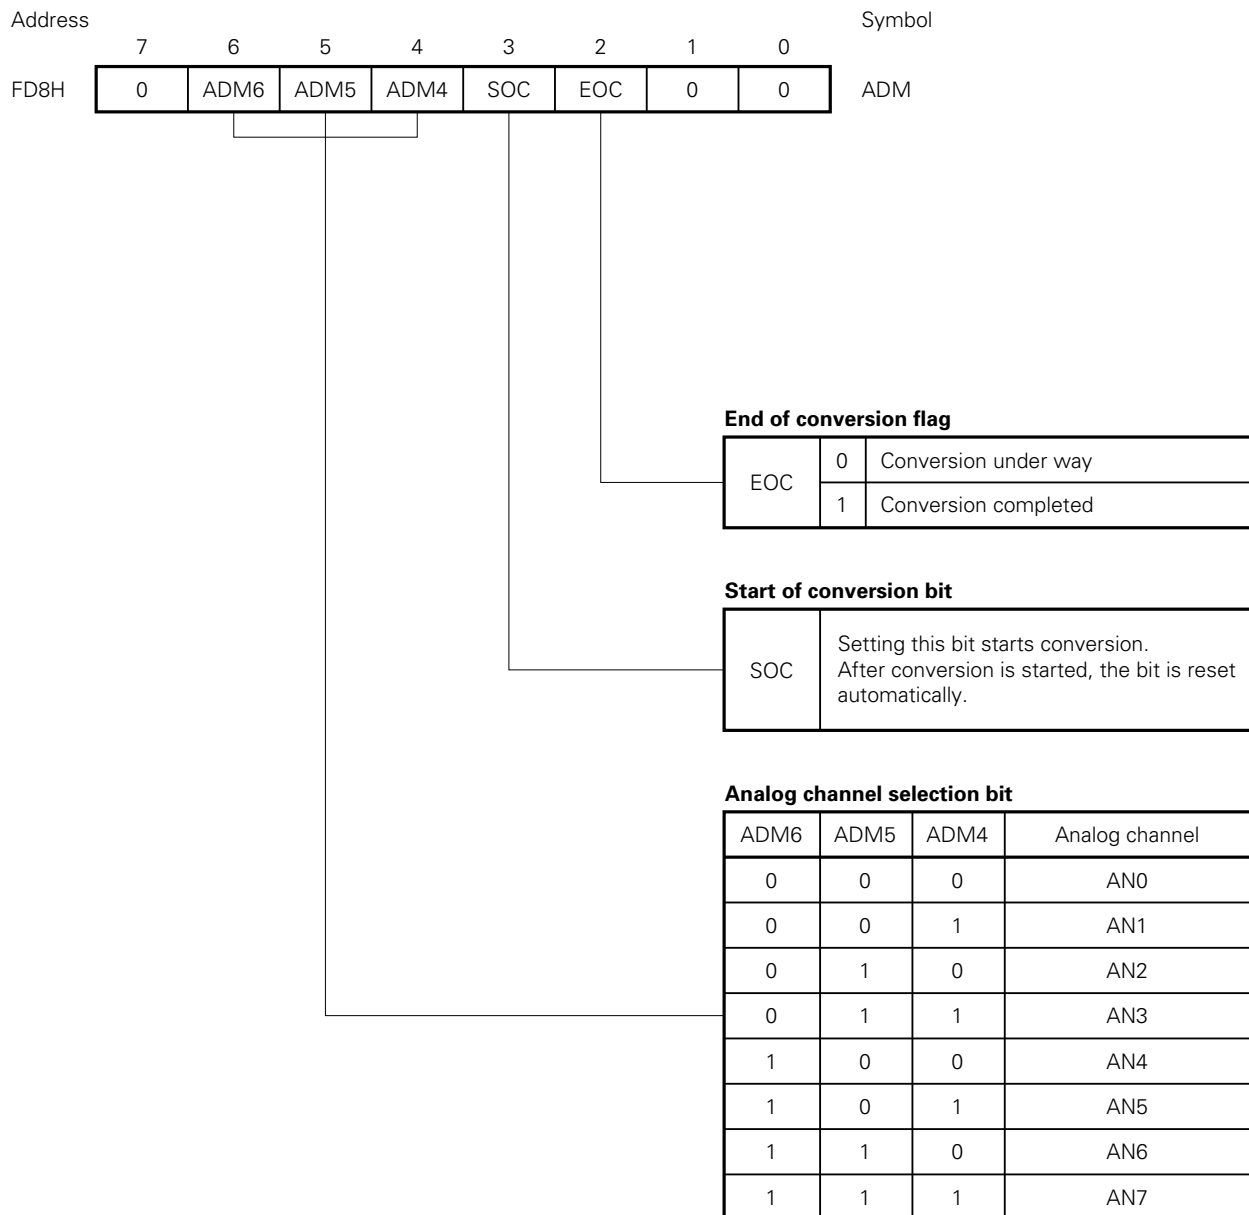 Address Symbol
7 6 5 4 3 2 1 0
FD8H 0 ADM6 ADM5 ADM4 SOC EOC 0 0 ADM
End of conversion flag
EOC 0 Conversion under way
1 Conversion completed
Start of conversion bit
SOC Setting this bit starts conversion.
After conversion is started, the bit is reset
automatically.
Analog channel selection bit
ADM6 ADM5 ADM4 Analog channel
0 0 0 AN0
0 0 1 AN1
0 1 0 AN2
0 1 1 AN3
1 0 0 AN4
1 0 1 AN5
1 1 0 AN6
1 1 1 AN7